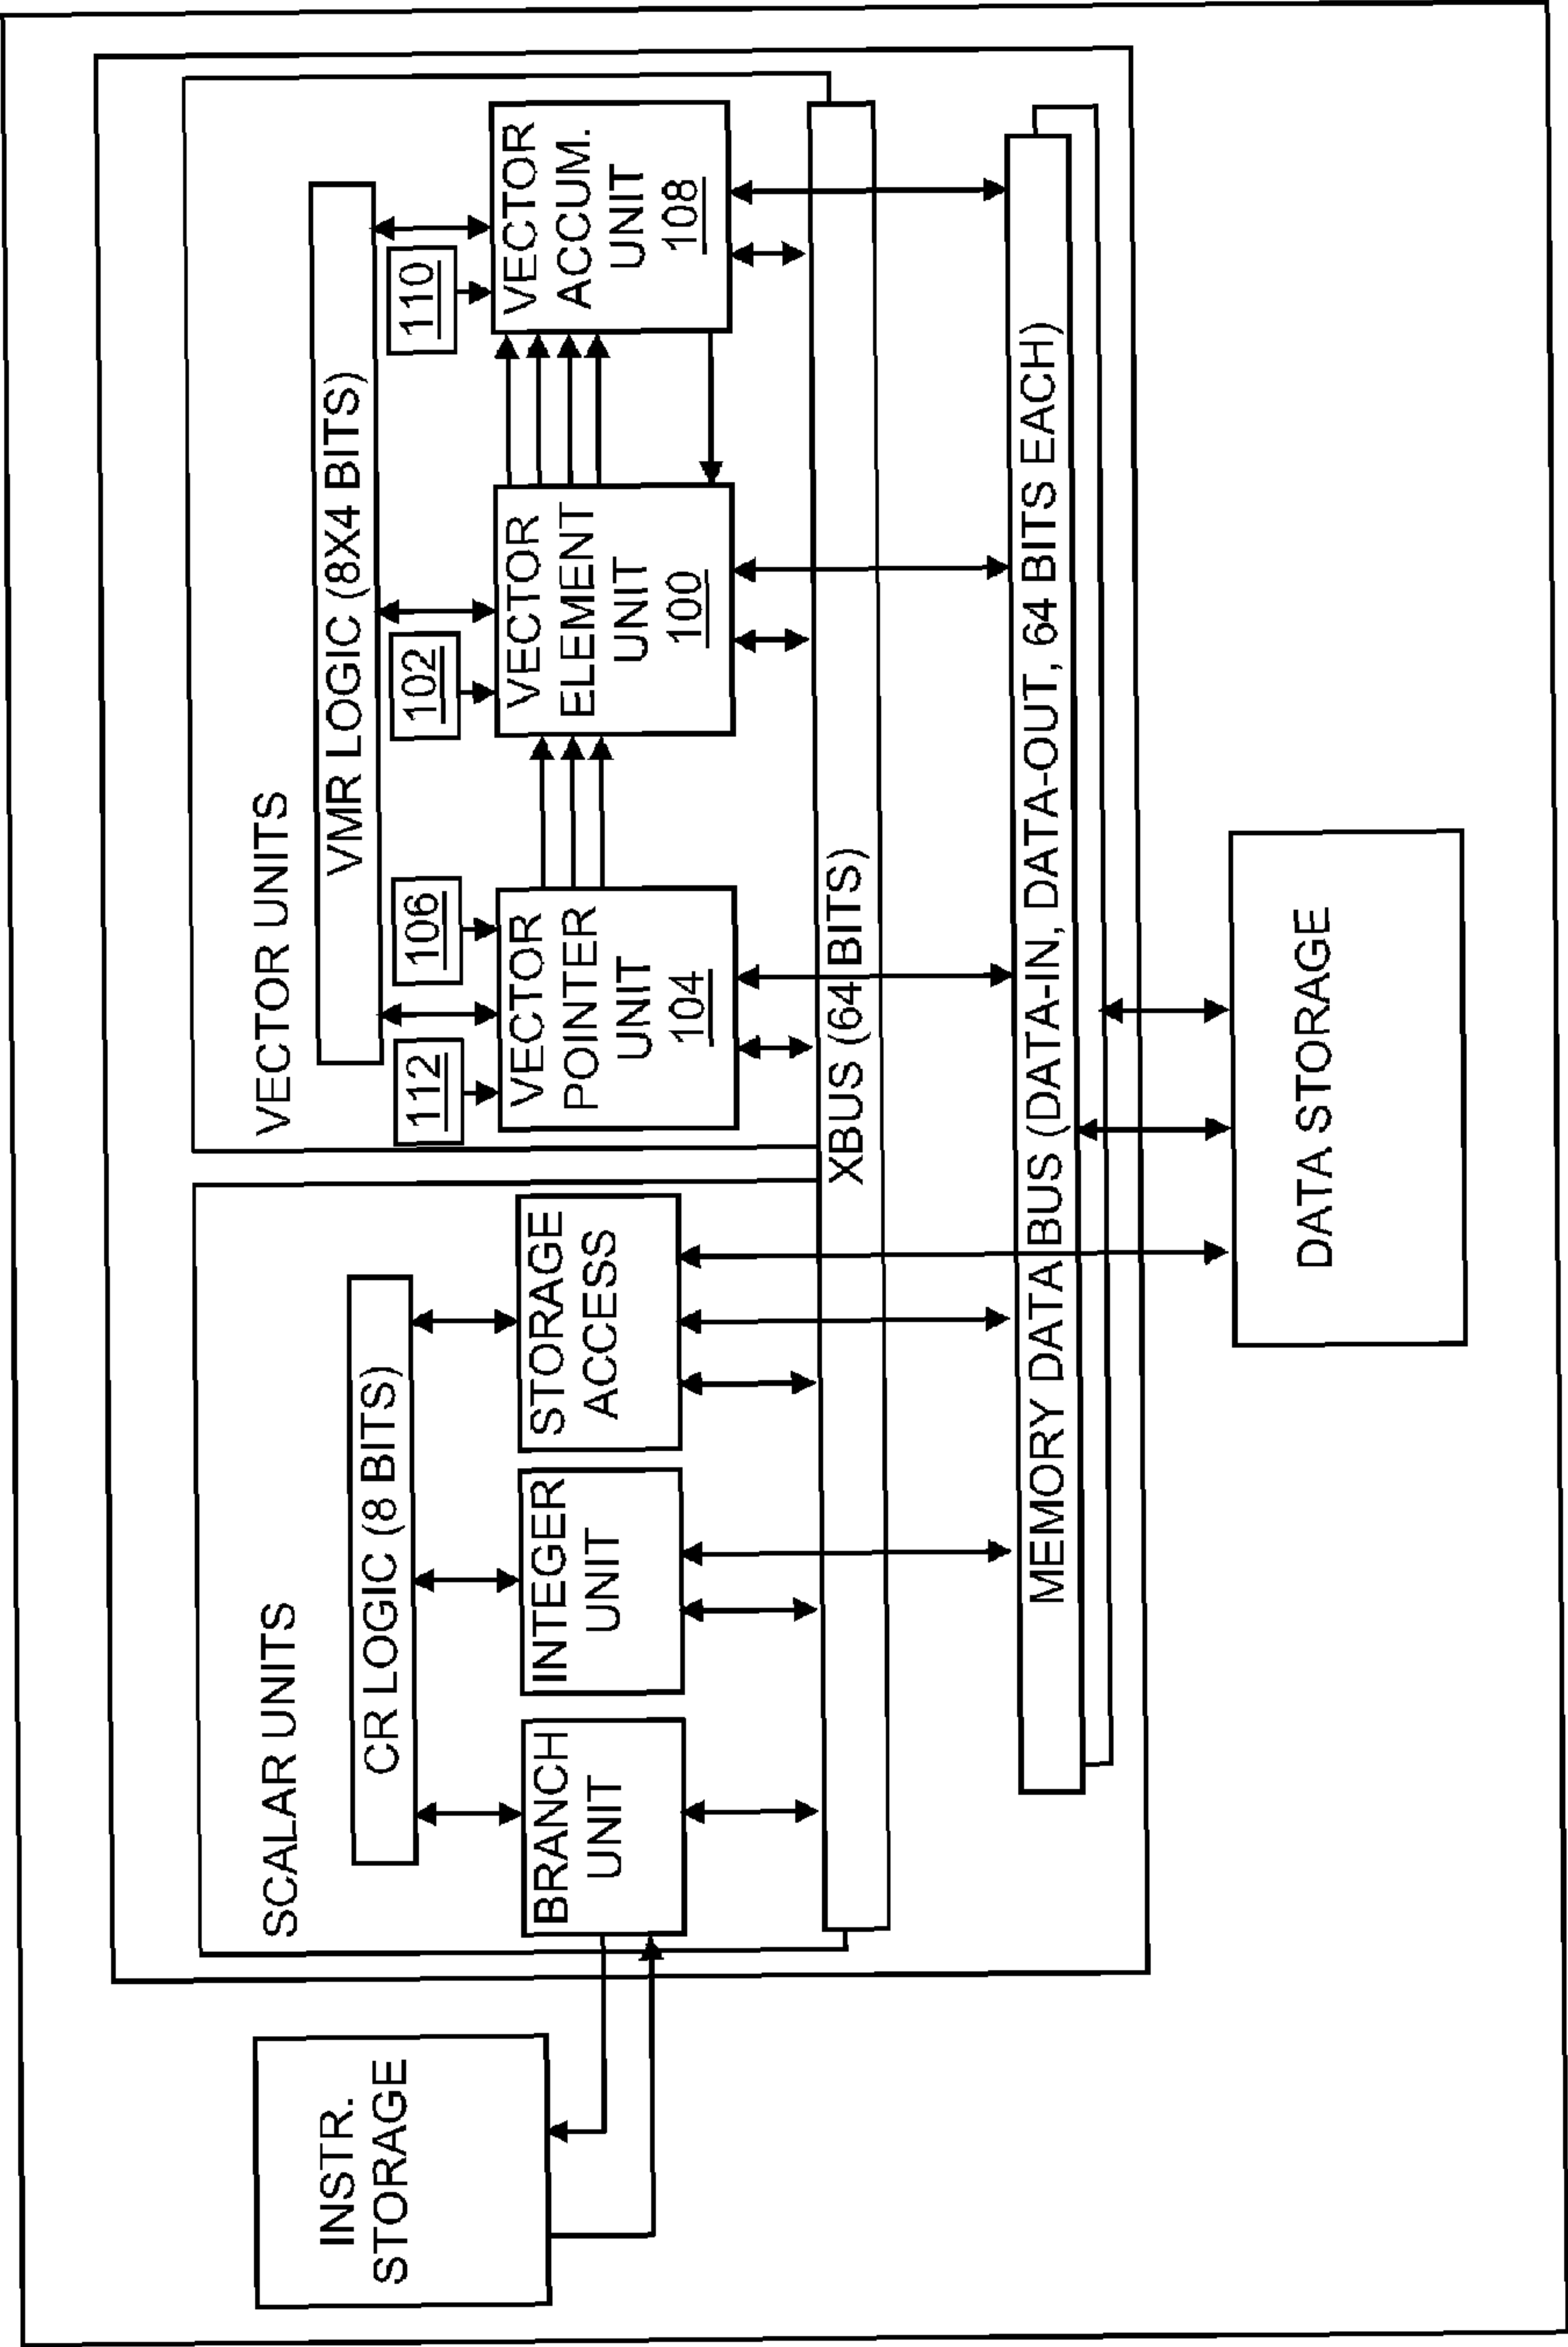 INSTR.
STORAGE
SCALAR UNITS
CR LOGIC (8 BITS)
BRANCH
UNIT
INTEGER
UNIT
STORAGE
ACCESS
VECTOR UNITS
VMR LOGIC (8X4 BITS)
112
106
102
110
VECTOR
POINTER
UNIT
104
VECTOR
ELEMENT
UNIT
100
VECTOR
ACCUM.
UNIT
108
XBUS (64 BITS)
MEMORY DATA BUS (DATA-IN, DATA-OUT, 64 BITS EACH)
DATA STORAGE